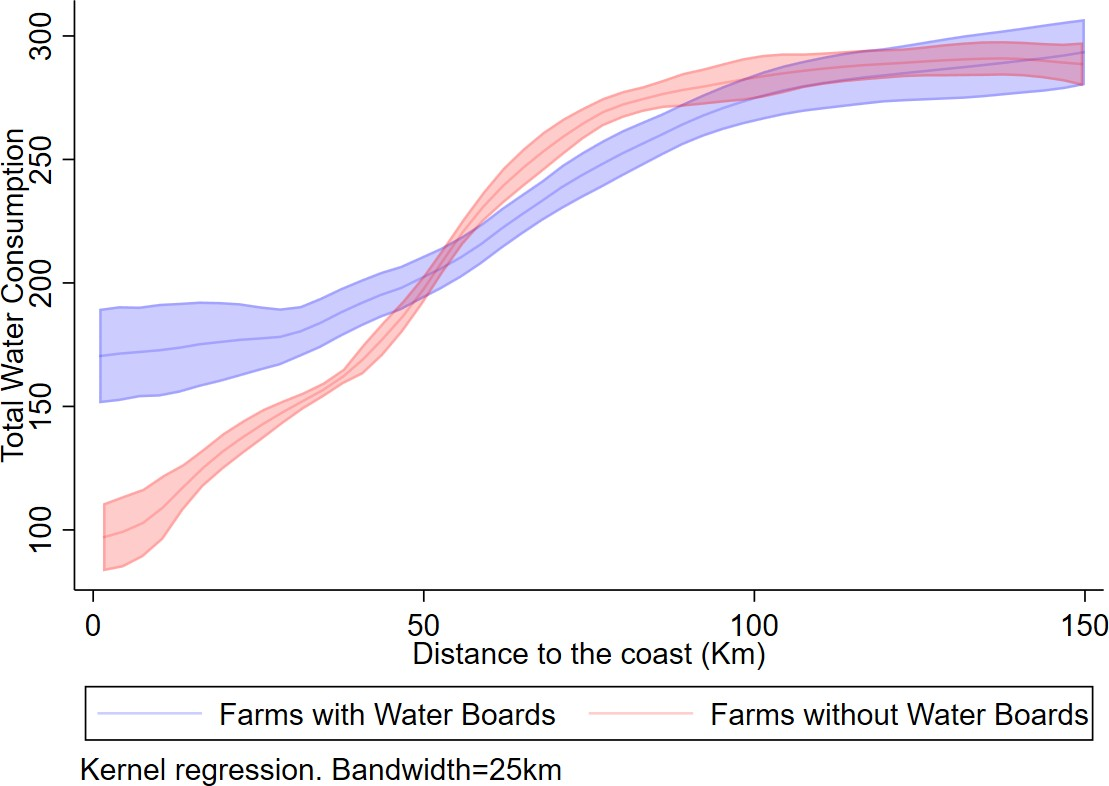 Total Water Consumption
300
250
200
150
100
0 50 100 150
Distance to the coast (Km)
Farms with Water Boards Farms without Water Boards
Kernel regression. Bandwidth=25km